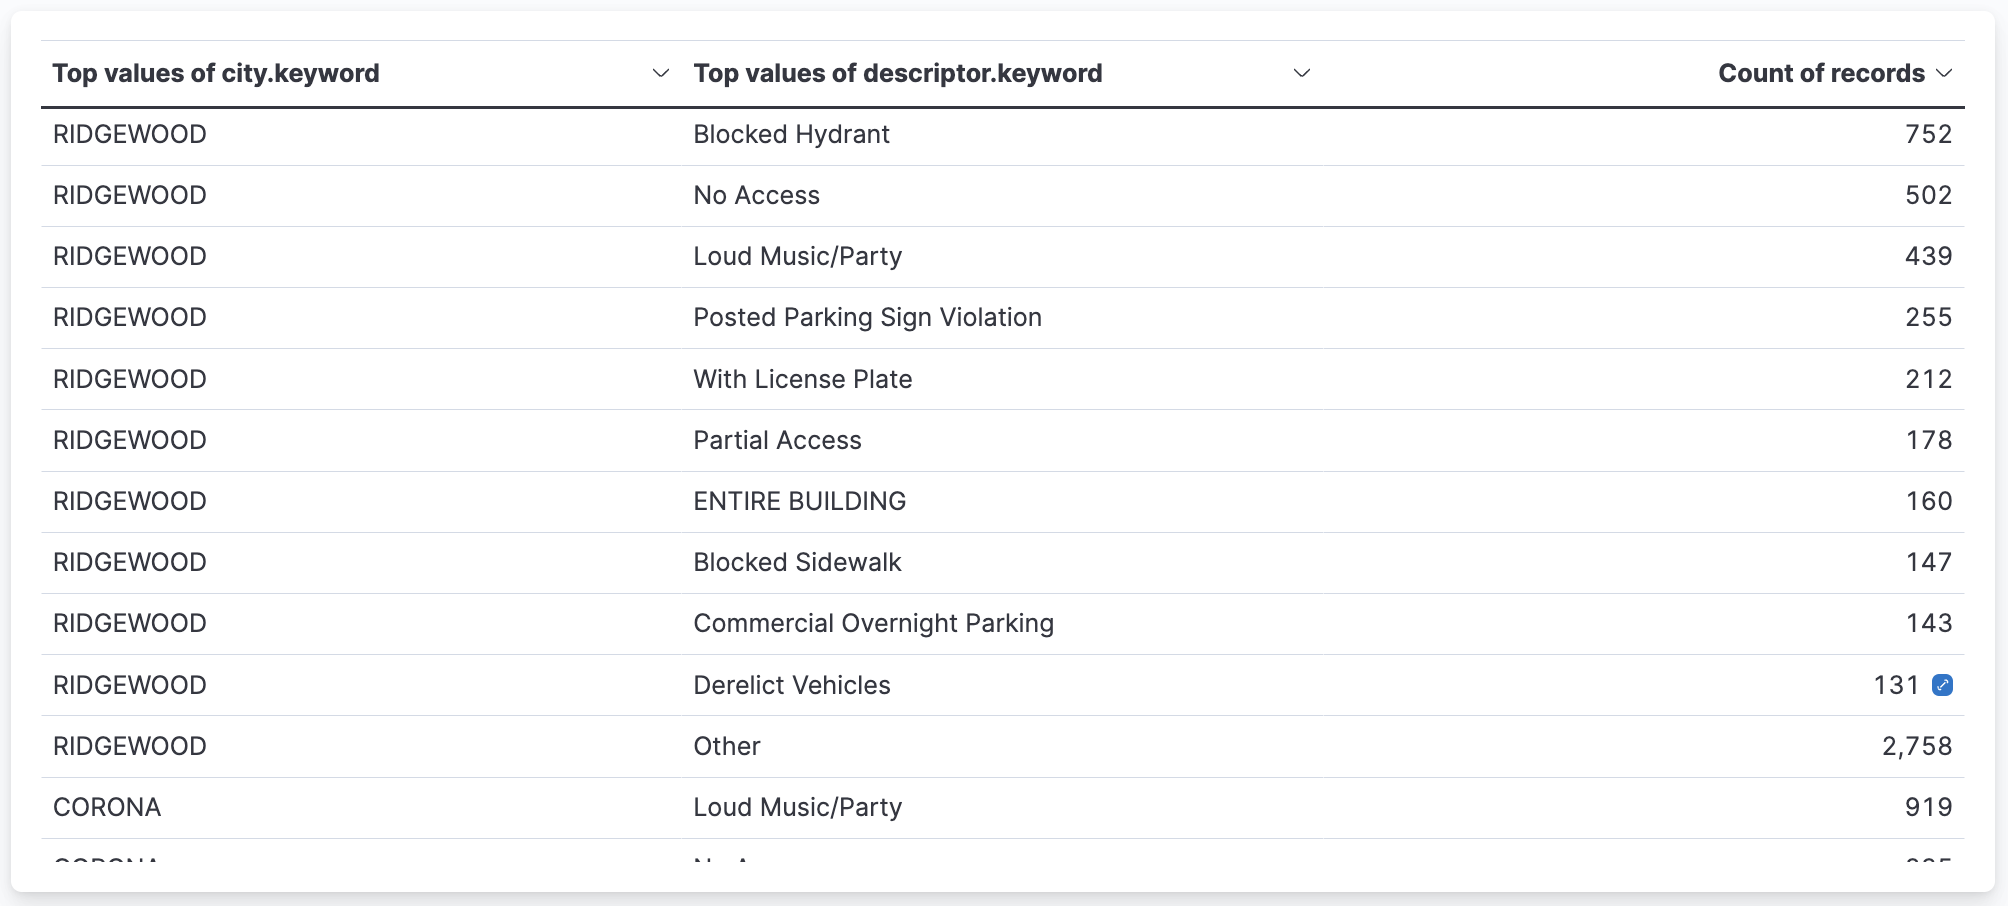 Top values of city.keyword Top values of descriptor.keyword Count of records
RIDGEWOOD Blocked Hydrant 752
RIDGEWOOD No Access 502
RIDGEWOOD Loud Music/Party 439
RIDGEWOOD Posted Parking Sign Violation 255
RIDGEWOOD With License Plate 212
RIDGEWOOD Partial Access 178
RIDGEWOOD ENTIRE BUILDING 160
RIDGEWOOD Blocked Sidewalk 147
RIDGEWOOD Commercial Overnight Parking 143
RIDGEWOOD Derelict Vehicles 131
RIDGEWOOD Other 2,758
CORONA Loud Music/Party 919
CORONA